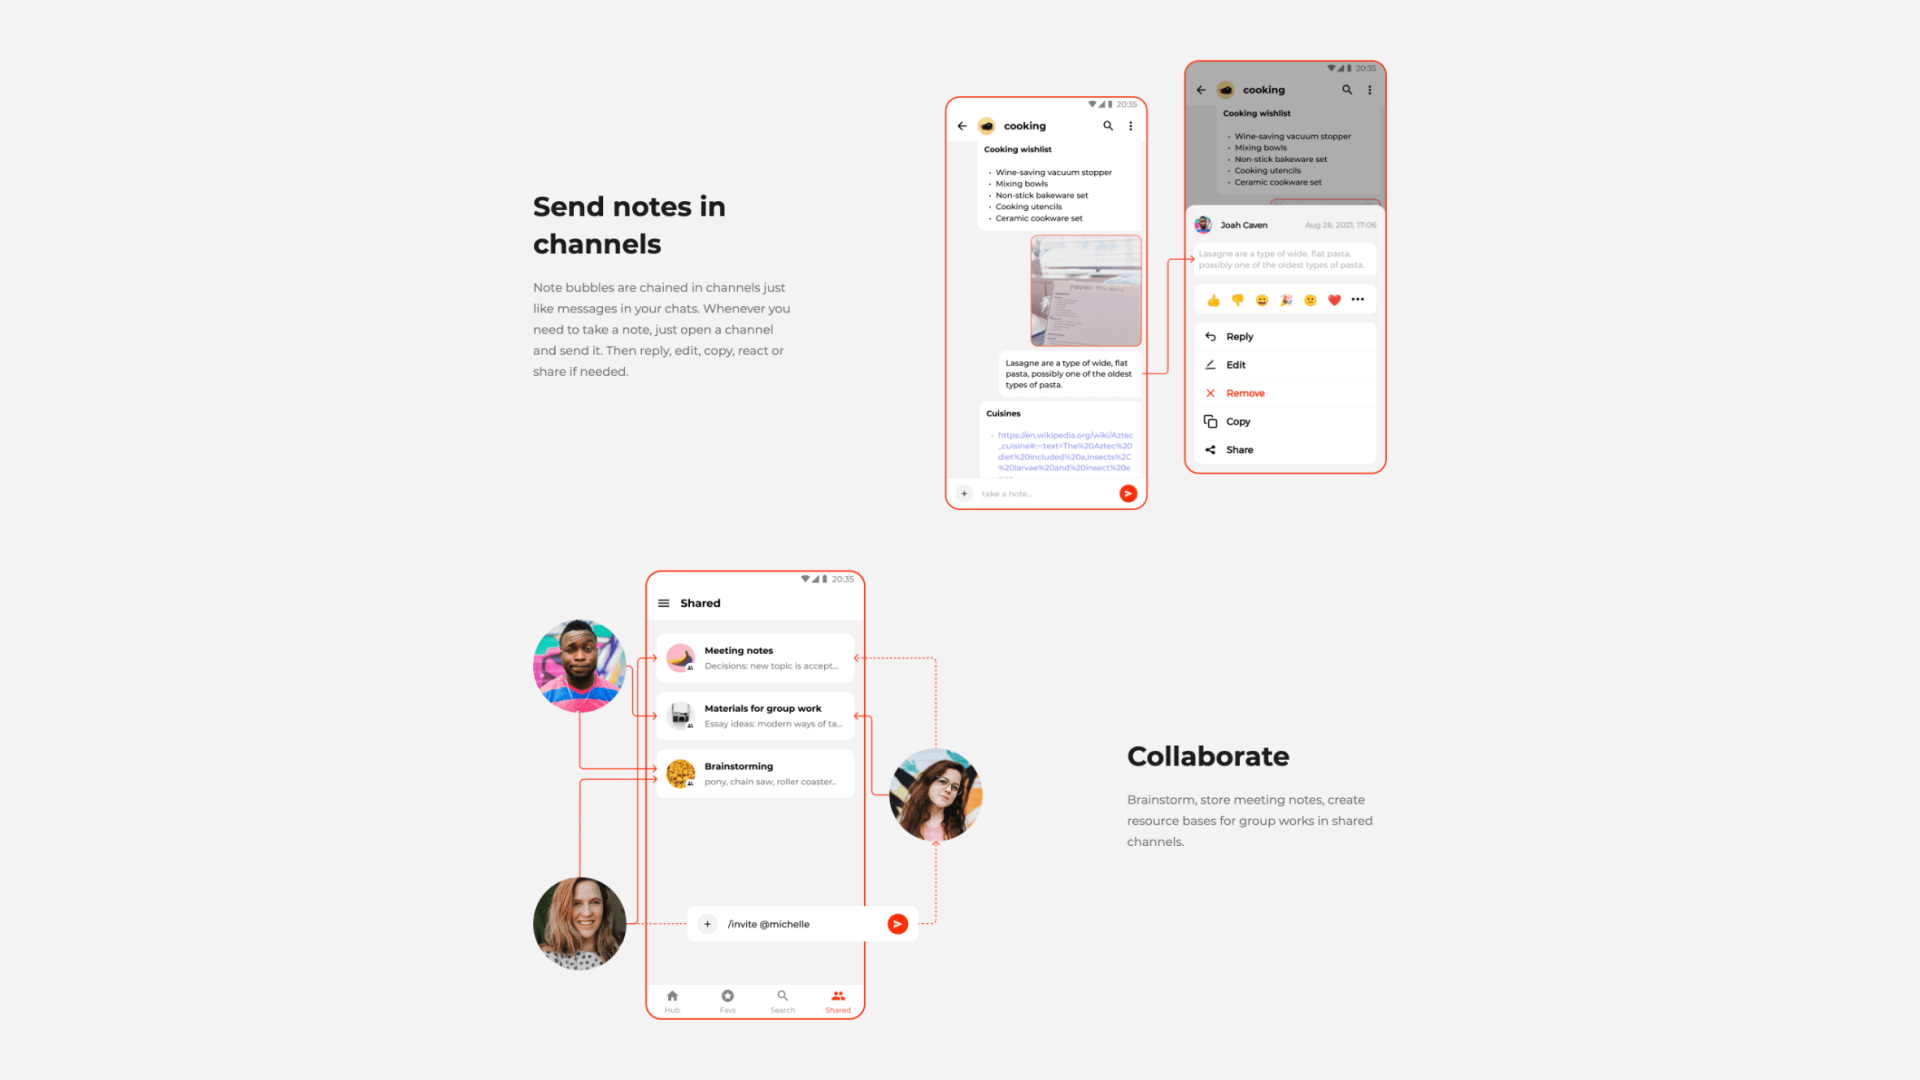 Send notes in
channels
Note bubbles are chained in channels just
like messages in your chats. Whenever you
need to take a note, just open a channel
and send it. Then reply, edit, copy, react or
share if needed.
20:35
cooking
Cooking wishlist
• Wine-saving vacuum stopper
• Mixing bowls
• Non-stick bakeware set
• Cooking utencils
• Ceramic cookware set
Lasagne are a type of wide, flat
pasta, possibly one of the oldest
types of pasta.
Cuisines
• https://en.wikipedia.org/wiki/Aztec
_cuisine#:~:text=The%20Aztec%20
diet%20included%20a,insects%2C
%20larvae%20and%20insect%20e
take a note...
20:35
cooking
Cooking wishlist
• Wine-saving vacuum stopper
• Mixing bowls
• Non-stick bakeware set
• Cooking utencils
• Ceramic cookware set
Joah Caven
Aug 26, 2021, 17:06
Lasagne are a type of wide, flat pasta,
possibly one of the oldest types of pasta.
Reply
Edit
Remove
Copy
Share
20:35
Shared
Meeting notes
Decisions: new topic is accept...
Materials for group work
Essay ideas: modern ways of ta...
Brainstorming
pony, chain saw, roller coaster..
/invite @michelle
Hub
Favs
Search
Shared
Collaborate
Brainstorm, store meeting notes, create
resource bases for group works in shared
channels.